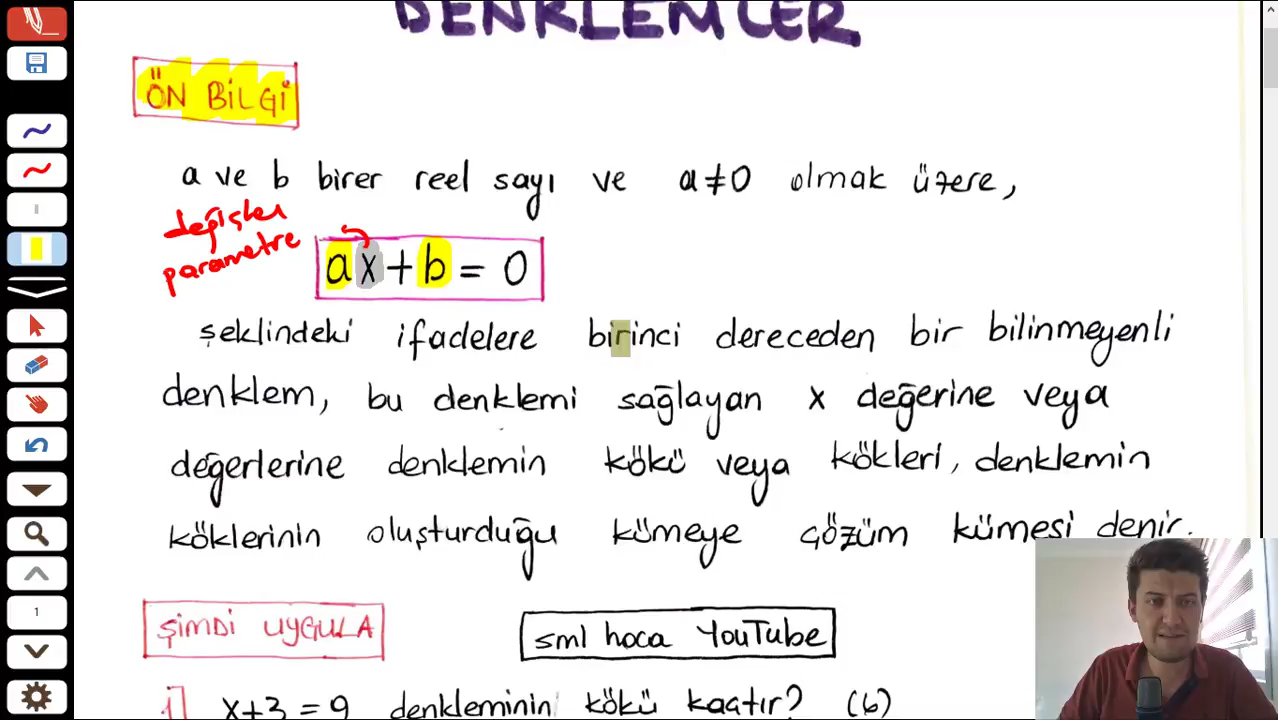 DENKLEMLER
ÖN BİLGİ
a ve b birer reel sayı ve a≠0 olmak üzere,
değişken
parametre
ax+b=0
şeklindeki ifadelere birinci dereceden bir bilinmeyenli
denklem, bu denklemi sağlayan x değerine veya
değerlerine denklemin kökü veya kökleri, denklemin
köklerinin oluşturduğu kümeye çözüm kümesi denir.
ŞİMDİ UYGULA
sml hoca YouTube
1) x+3=9 denkleminin kökü kaçtır? (6)
1